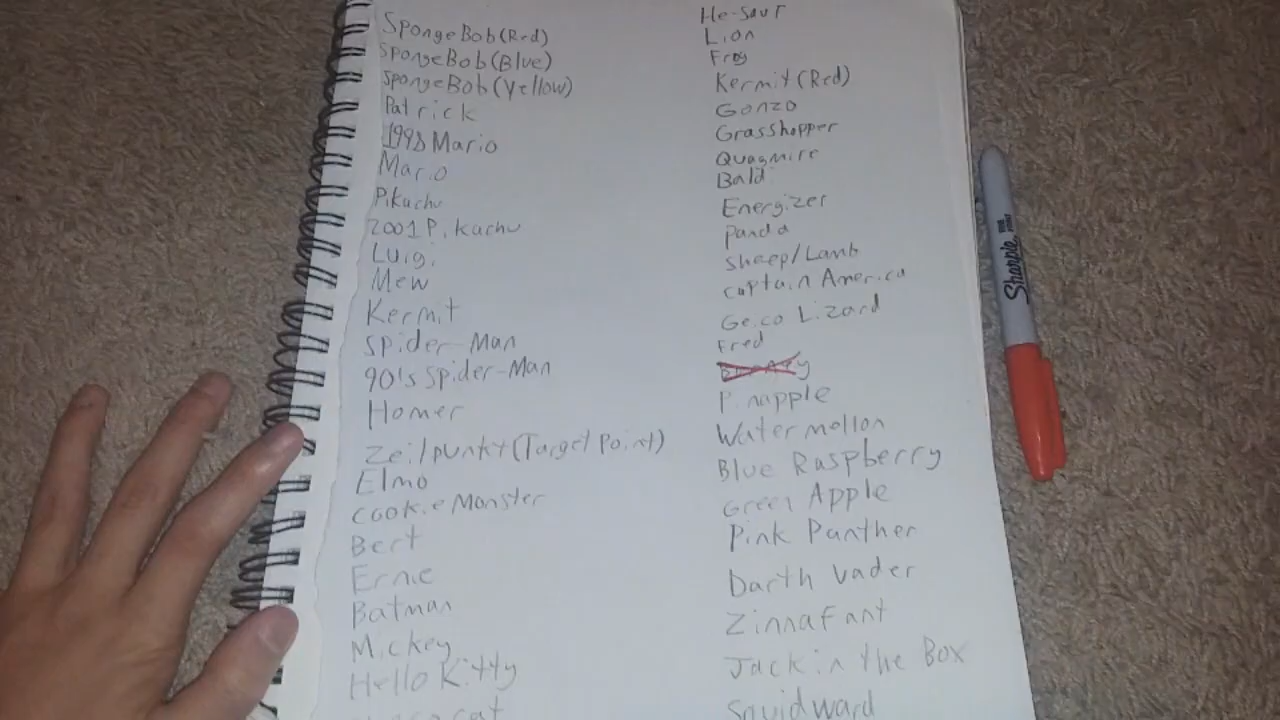 SpongeBob(Red)
SpongeBob(Blue)
SpongeBob(Yellow)
Patrick
1998 Mario
Mario
Pikachu
2001 Pikachu
Luigi
Mew
Kermit
Spider-Man
90's Spider-Man
Homer
Zeilpunkt(Target Point)
Elmo
Cookie Monster
Bert
Ernie
Batman
Mickey
Hello Kitty
cat
He-Saur
Lion
Frog
Kermit(Red)
Gonzo
Grasshopper
Quagmire
Baldi
Energizer
Panda
Sheep/Lamb
Captain America
Geico Lizard
Fred
Pinapple
Watermellon
Blue Raspberry
Green Apple
Pink Panther
Darth Vader
Zinnafant
Jack in the Box
Squidward
Sharpie